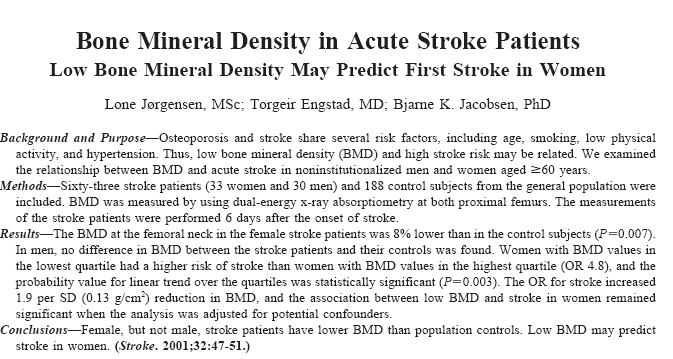 Bone Mineral Density in Acute Stroke Patients
Low Bone Mineral Density May Predict First Stroke in Women
Lone Jørgensen, MSc; Torgeir Engstad, MD; Bjarne K. Jacobsen, PhD
Background and Purpose—Osteoporosis and stroke share several risk factors, including age, smoking, low physical
activity, and hypertension. Thus, low bone mineral density (BMD) and high stroke risk may be related. We examined
the relationship between BMD and acute stroke in noninstitutionalized men and women aged ≥60 years.
Methods—Sixty-three stroke patients (33 women and 30 men) and 188 control subjects from the general population were
included. BMD was measured by using dual-energy x-ray absorptiometry at both proximal femurs. The measurements
of the stroke patients were performed 6 days after the onset of stroke.
Results—The BMD at the femoral neck in the female stroke patients was 8% lower than in the control subjects (P=0.007).
In men, no difference in BMD between the stroke patients and their controls was found. Women with BMD values in
the lowest quartile had a higher risk of stroke than women with BMD values in the highest quartile (OR 4.8), and the
probability value for linear trend over the quartiles was statistically significant (P=0.003). The OR for stroke increased
1.9 per SD (0.13 g/cm²) reduction in BMD, and the association between low BMD and stroke in women remained
significant when the analysis was adjusted for potential confounders.
Conclusions—Female, but not male, stroke patients have lower BMD than population controls. Low BMD may predict
stroke in women. (Stroke. 2001;32:47-51.)